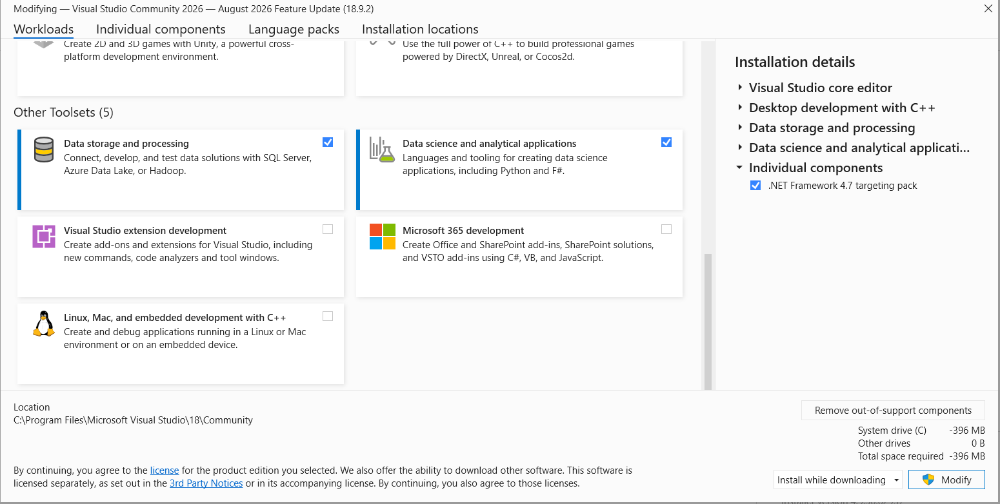 Modifying — Visual Studio Community 2026 — August 2026 Feature Update (18.9.2)
Workloads Individual components Language packs Installation locations
Create 2D and 3D games with Unity, a powerful cross-
platform development environment.
Use the full power of C++ to build professional games
powered by DirectX, Unreal, or Cocos2d.
Other Toolsets (5)
Data storage and processing
Connect, develop, and test data solutions with SQL Server,
Azure Data Lake, or Hadoop.
Data science and analytical applications
Languages and tooling for creating data science
applications, including Python and F#.
Visual Studio extension development
Create add-ons and extensions for Visual Studio, including
new commands, code analyzers and tool windows.
Microsoft 365 development
Create Office and SharePoint add-ins, SharePoint solutions,
and VSTO add-ins using C#, VB, and JavaScript.
Linux, Mac, and embedded development with C++
Create and debug applications running in a Linux or Mac
environment or on an embedded device.
Installation details
Visual Studio core editor
Desktop development with C++
Data storage and processing
Data science and analytical applicati...
Individual components
.NET Framework 4.7 targeting pack
Location
C:\Program Files\Microsoft Visual Studio\18\Community
Remove out-of-support components
System drive (C) -396 MB
Other drives 0 B
Total space required -396 MB
By continuing, you agree to the license for the product edition you selected. We also offer the ability to download other software. This software is
licensed separately, as set out in the 3rd Party Notices or in its accompanying license. By continuing, you also agree to those licenses.
Install while downloading
Modify